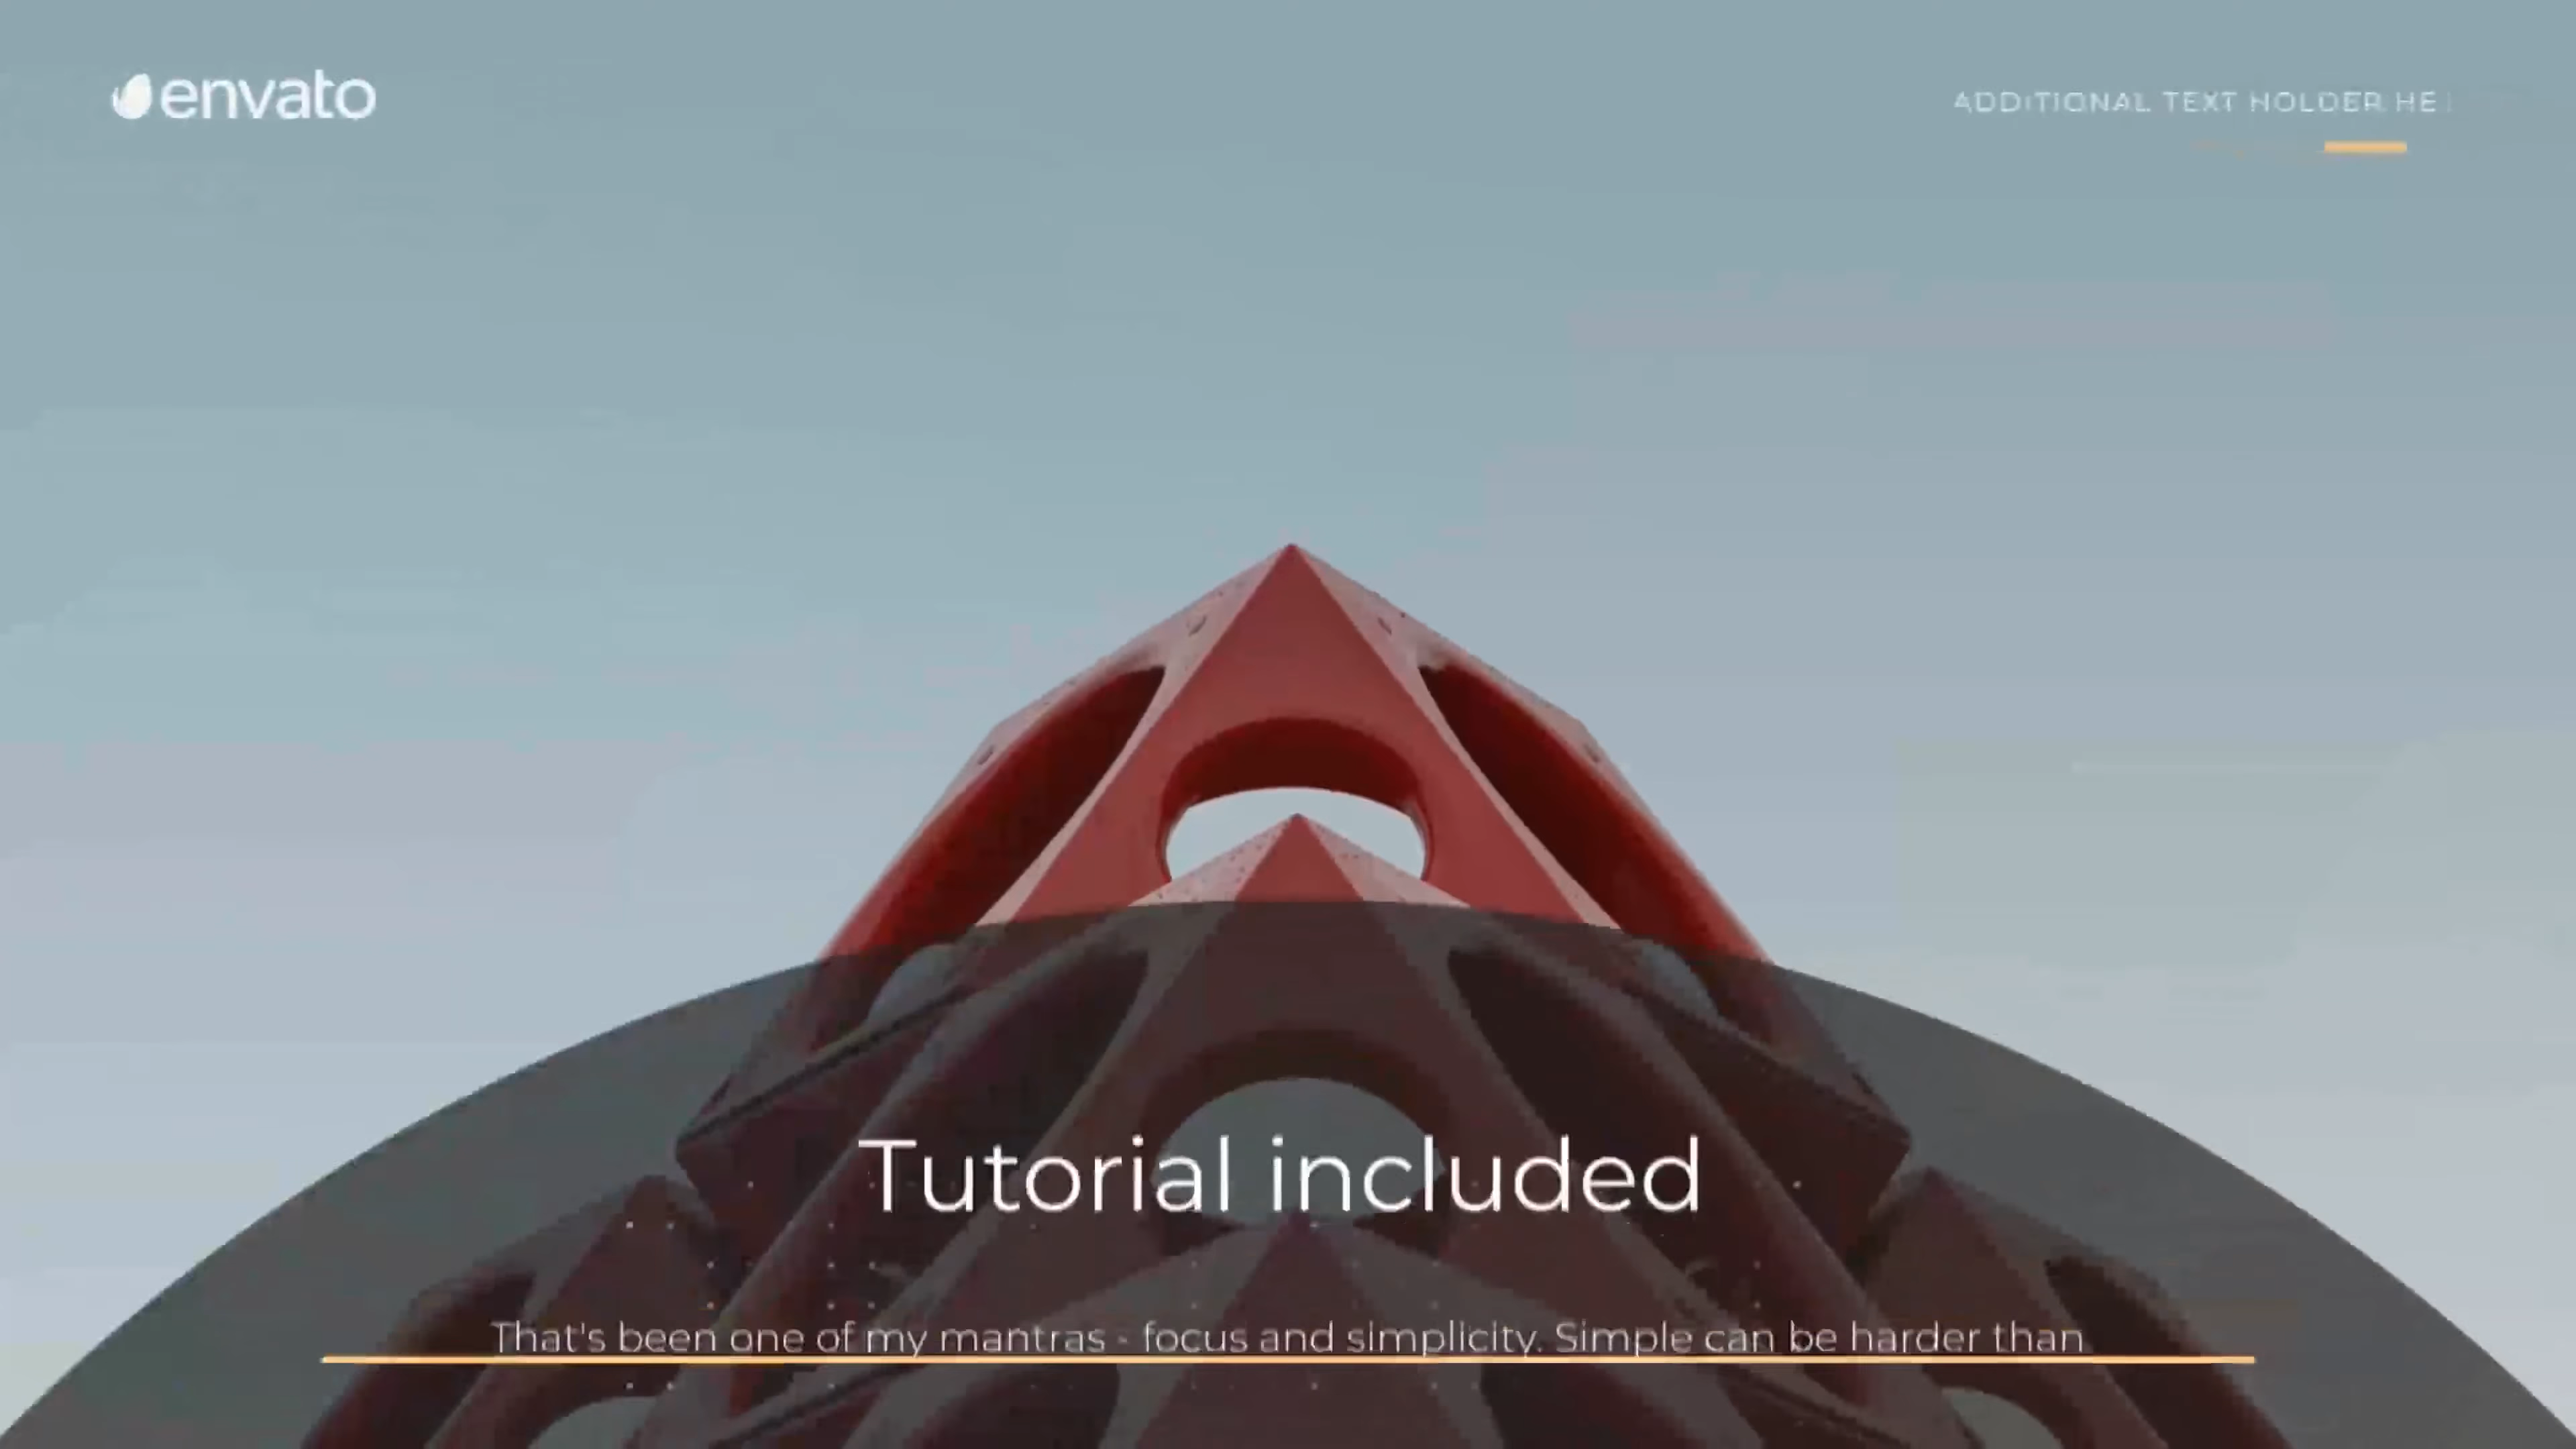 envato
ADDITIONAL TEXT HOLDER HE
Tutorial included
That's been one of my mantras - focus and simplicity. Simple can be harder than